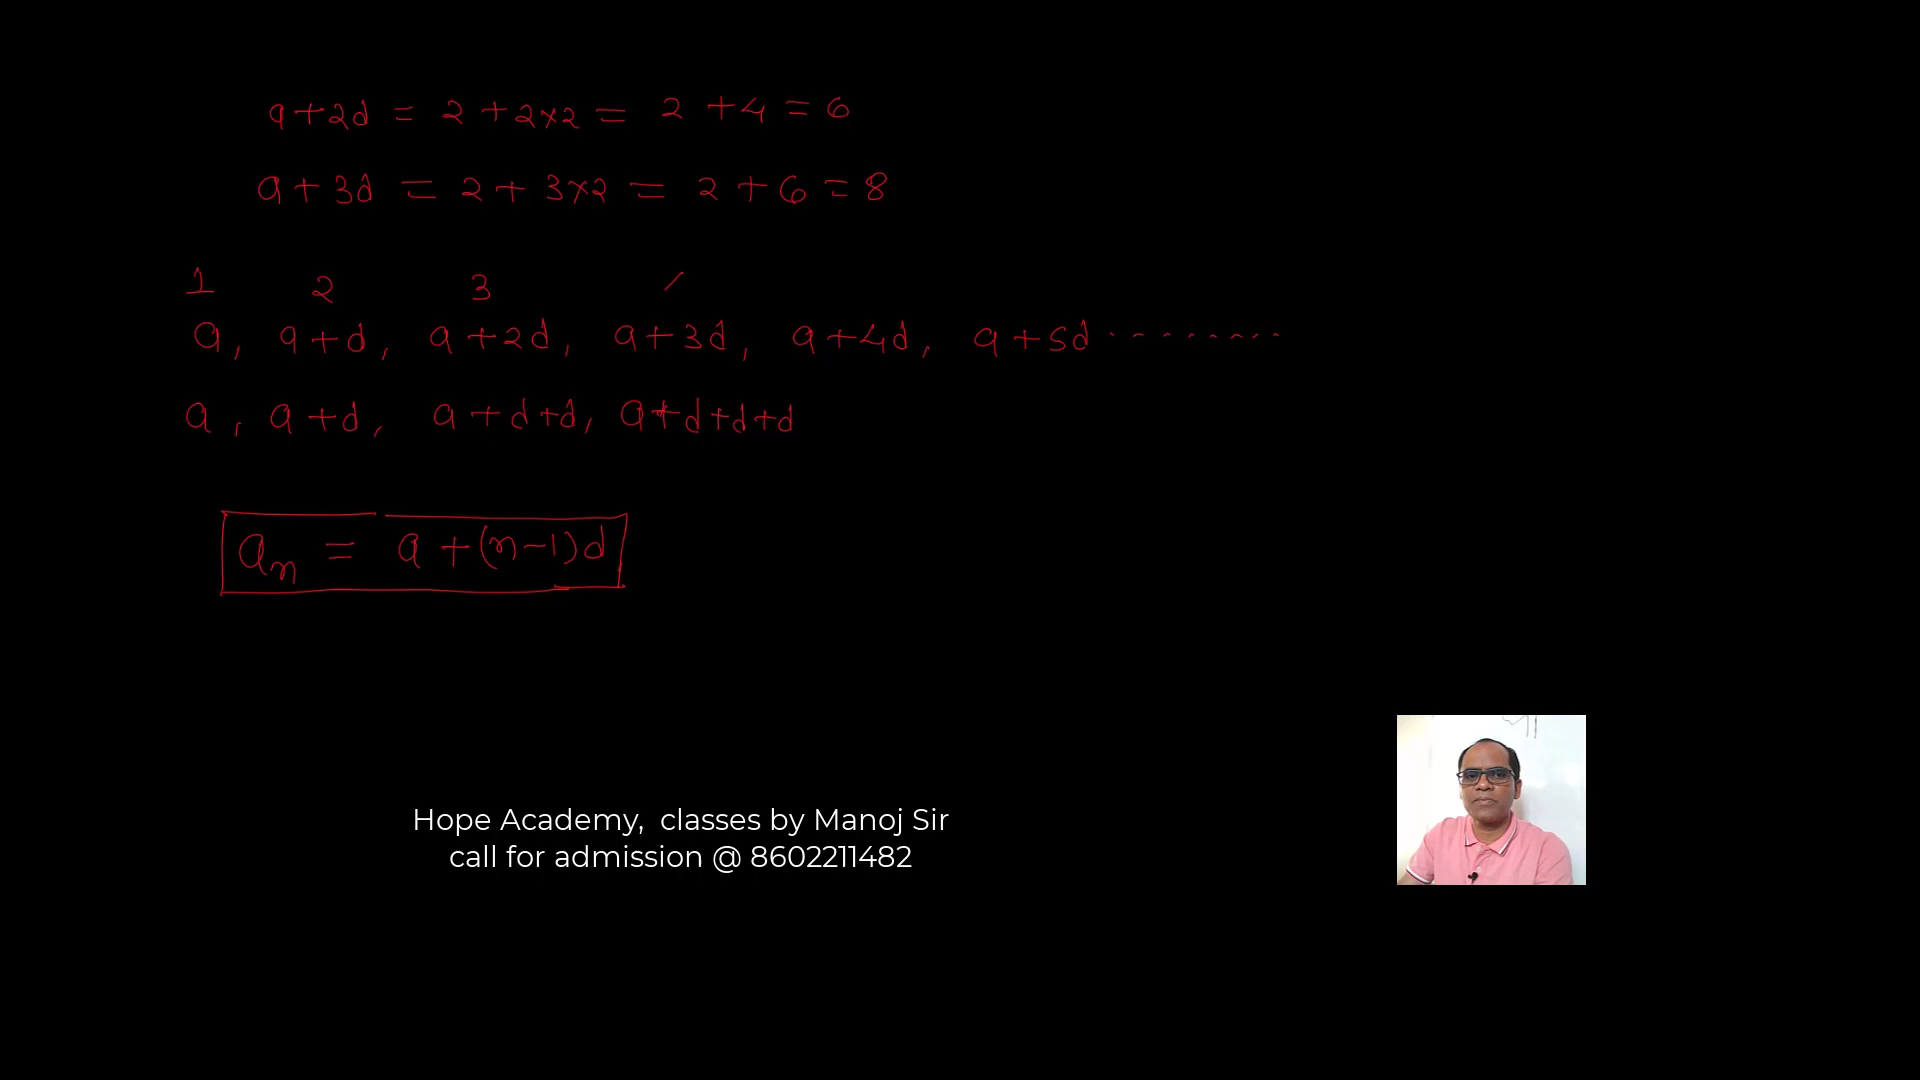 a+2d = 2+2×2 = 2+4 = 6
a+3d = 2+3×2 = 2+6 = 8
1 2 3
a, a+d, a+2d, a+3d, a+4d, a+5d ........
a, a+d, a+d+d, a+d+d+d
aₙ = a+(n-1)d
Hope Academy, classes by Manoj Sir
call for admission @ 8602211482